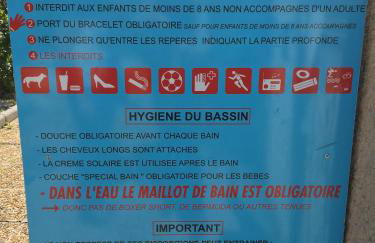 1 INTERDIT AUX ENFANTS DE MOINS DE 8 ANS NON ACCOMPAGNES D'UN ADULTE
2 PORT DU BRACELET OBLIGATOIRE SAUF POUR ENFANTS DE MOINS DE 8 ANS ACCOMPAGNES
3 NE PLONGER QU'ENTRE LES REPERES INDIQUANT LA PARTIE PROFONDE
4 LES INTERDITS
HYGIENE DU BASSIN
- DOUCHE OBLIGATOIRE AVANT CHAQUE BAIN
- LES CHEVEUX LONGS SONT ATTACHES
- LA CREME SOLAIRE EST UTILISEE APRES LE BAIN
- COUCHE "SPECIAL BAIN" OBLIGATOIRE POUR LES BEBES
- DANS L'EAU LE MAILLOT DE BAIN EST OBLIGATOIRE
→ DONC PAS DE BOXER SHORT, DE BERMUDA OU AUTRES TENUES
IMPORTANT